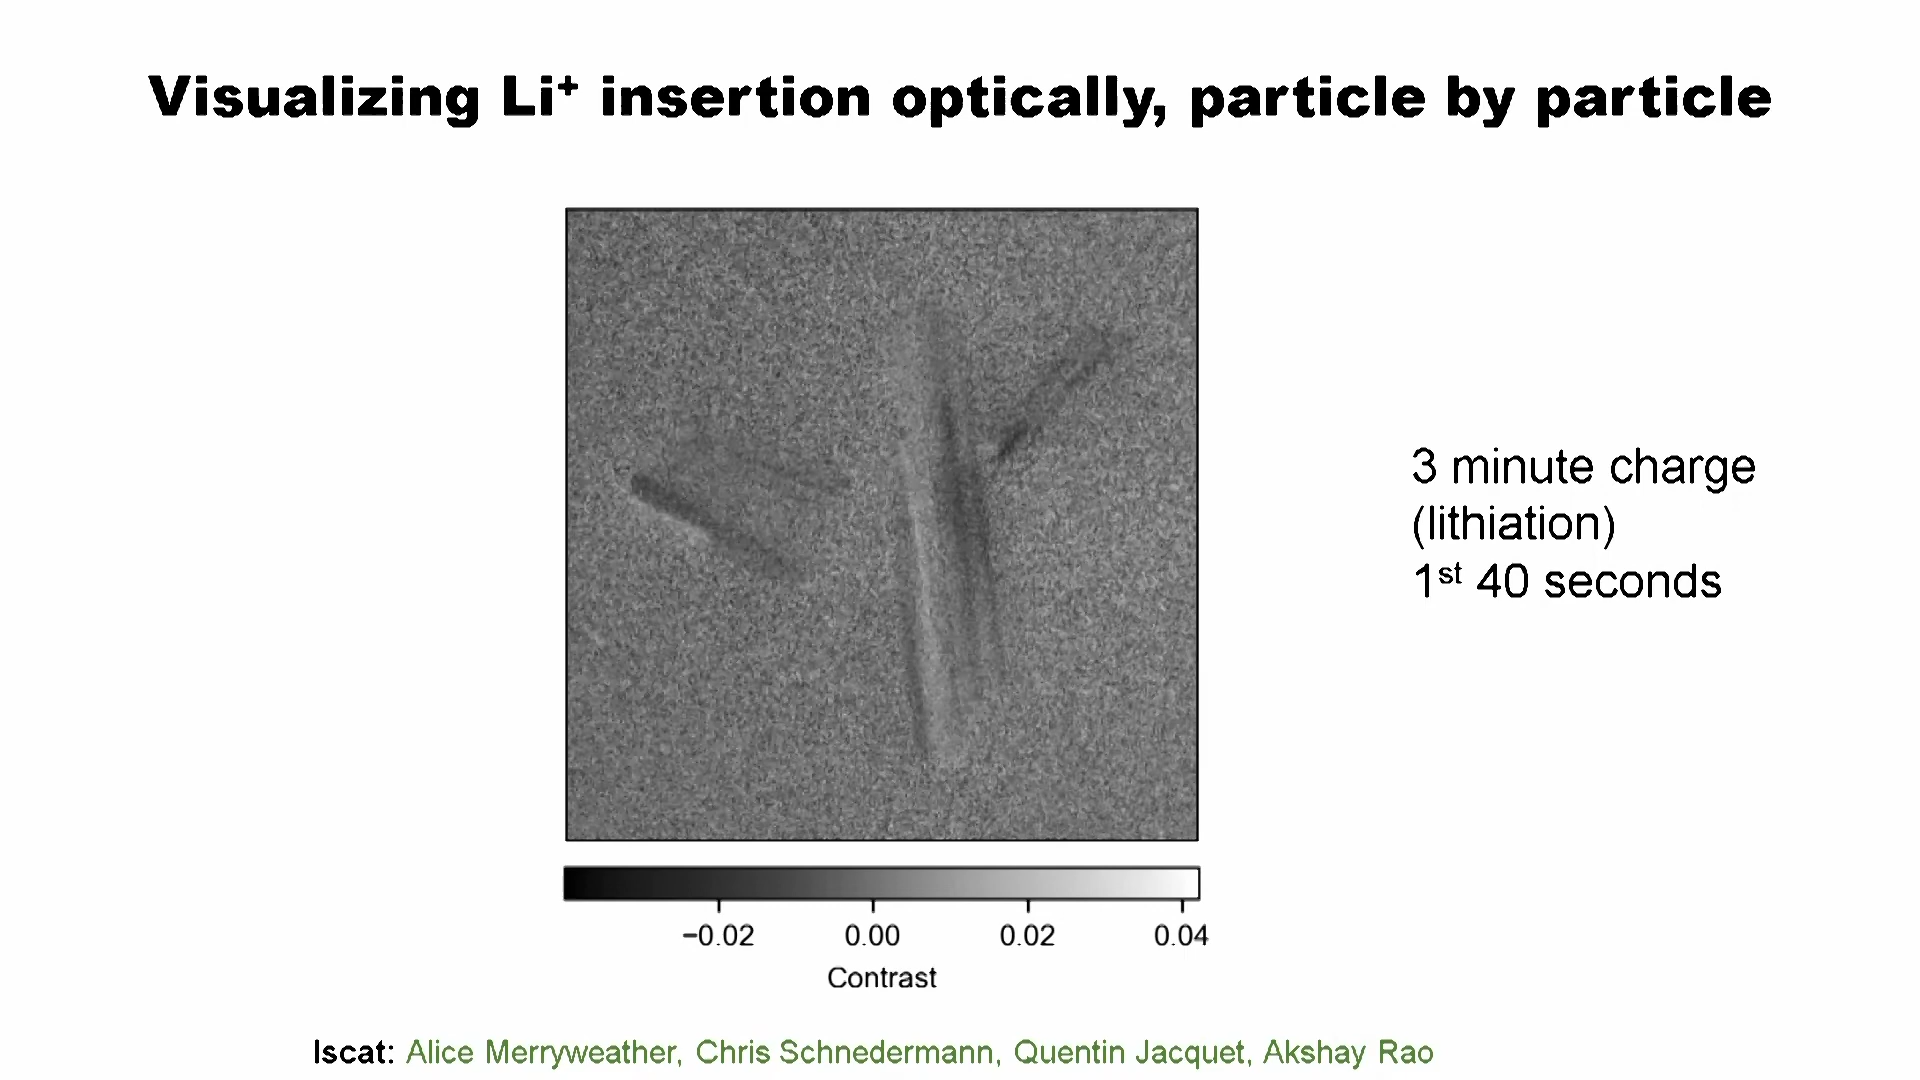 Visualizing Li⁺ insertion optically, particle by particle
3 minute charge
(lithiation)
1st 40 seconds
−0.02 0.00 0.02 0.04
Contrast
Iscat: Alice Merryweather, Chris Schnedermann, Quentin Jacquet, Akshay Rao